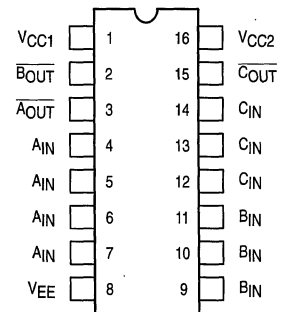 VCC1 1 16 VCC2
BOUT 2 15 COUT
AOUT 3 14 CIN
AIN 4 13 CIN
AIN 5 12 CIN
AIN 6 11 BIN
AIN 7 10 BIN
VEE 8 9 BIN